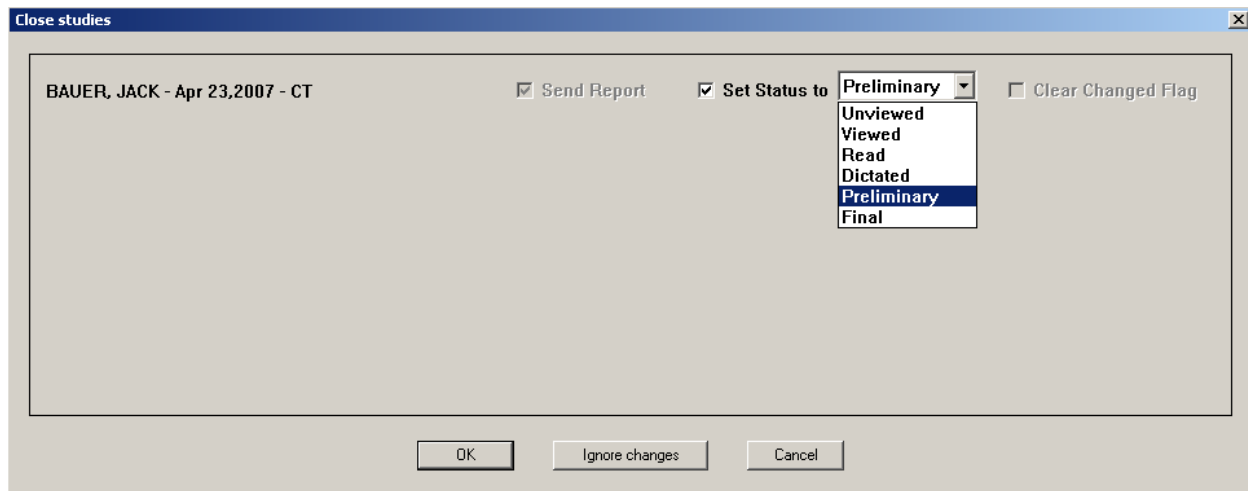 Close studies
BAUER, JACK - Apr 23,2007 - CT Send Report Set Status to Preliminary Clear Changed Flag
Unviewed
Viewed
Read
Dictated
Preliminary
Final
OK Ignore changes Cancel